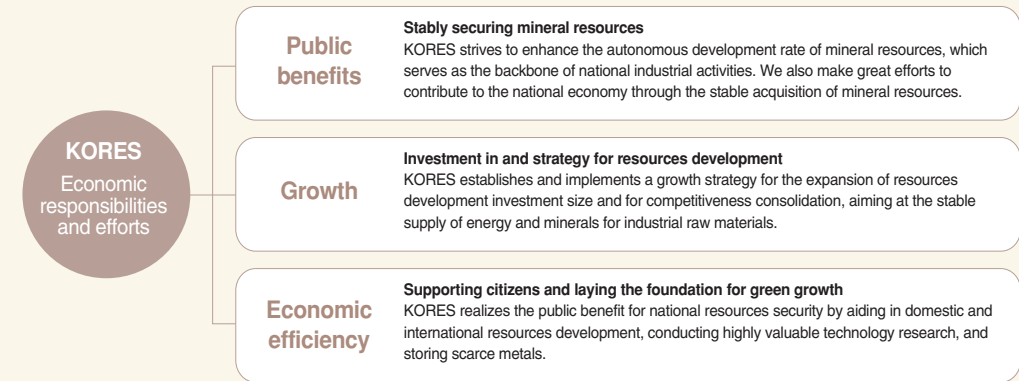 KORES
Economic
responsibilities
and efforts
Public
benefits
Stably securing mineral resources
KORES strives to enhance the autonomous development rate of mineral resources, which
serves as the backbone of national industrial activities. We also make great efforts to
contribute to the national economy through the stable acquisition of mineral resources.
Growth
Investment in and strategy for resources development
KORES establishes and implements a growth strategy for the expansion of resources
development investment size and for competitiveness consolidation, aiming at the stable
supply of energy and minerals for industrial raw materials.
Economic
efficiency
Supporting citizens and laying the foundation for green growth
KORES realizes the public benefit for national resources security by aiding in domestic and
international resources development, conducting highly valuable technology research, and
storing scarce metals.